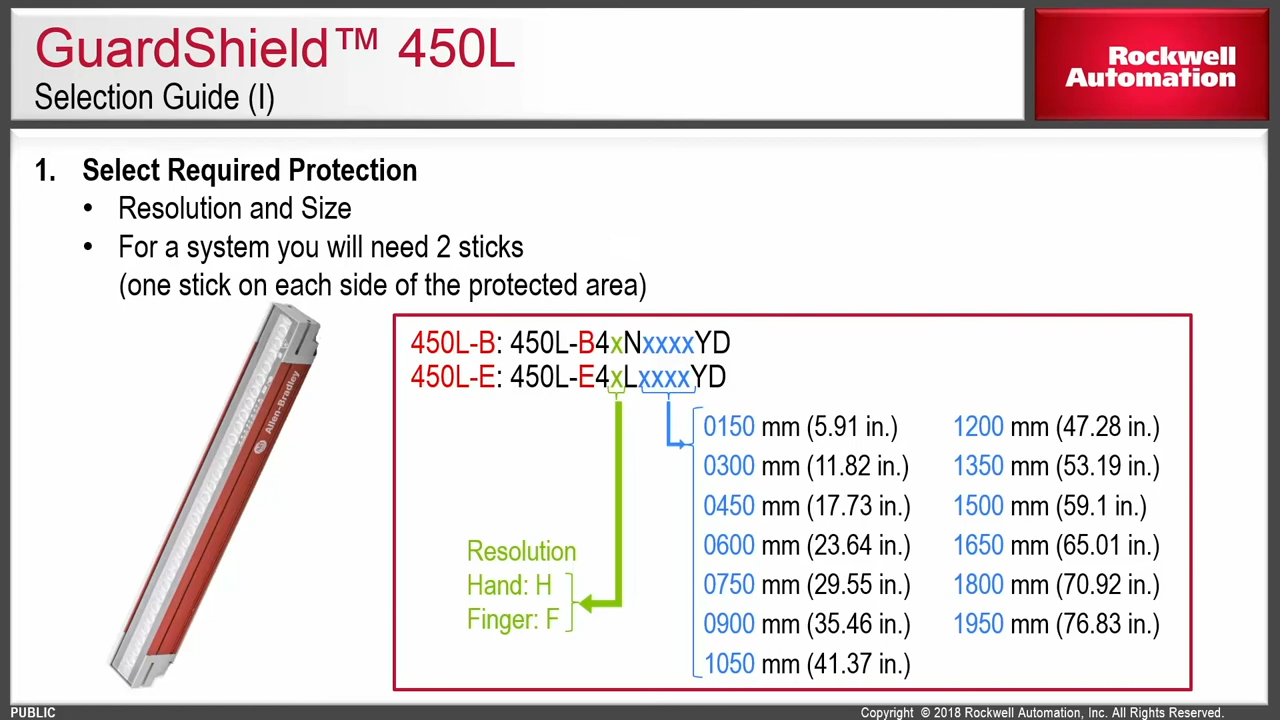 GuardShield™ 450L
Selection Guide (I)
Rockwell
Automation
1. Select Required Protection
• Resolution and Size
• For a system you will need 2 sticks
(one stick on each side of the protected area)
Allen-Bradley
450L-B: 450L-B4xNxxxxYD
450L-E: 450L-E4xLxxxxYD
Resolution
Hand: H
Finger: F
0150 mm (5.91 in.)
0300 mm (11.82 in.)
0450 mm (17.73 in.)
0600 mm (23.64 in.)
0750 mm (29.55 in.)
0900 mm (35.46 in.)
1050 mm (41.37 in.)
1200 mm (47.28 in.)
1350 mm (53.19 in.)
1500 mm (59.1 in.)
1650 mm (65.01 in.)
1800 mm (70.92 in.)
1950 mm (76.83 in.)
PUBLIC
Copyright © 2018 Rockwell Automation, Inc. All Rights Reserved.